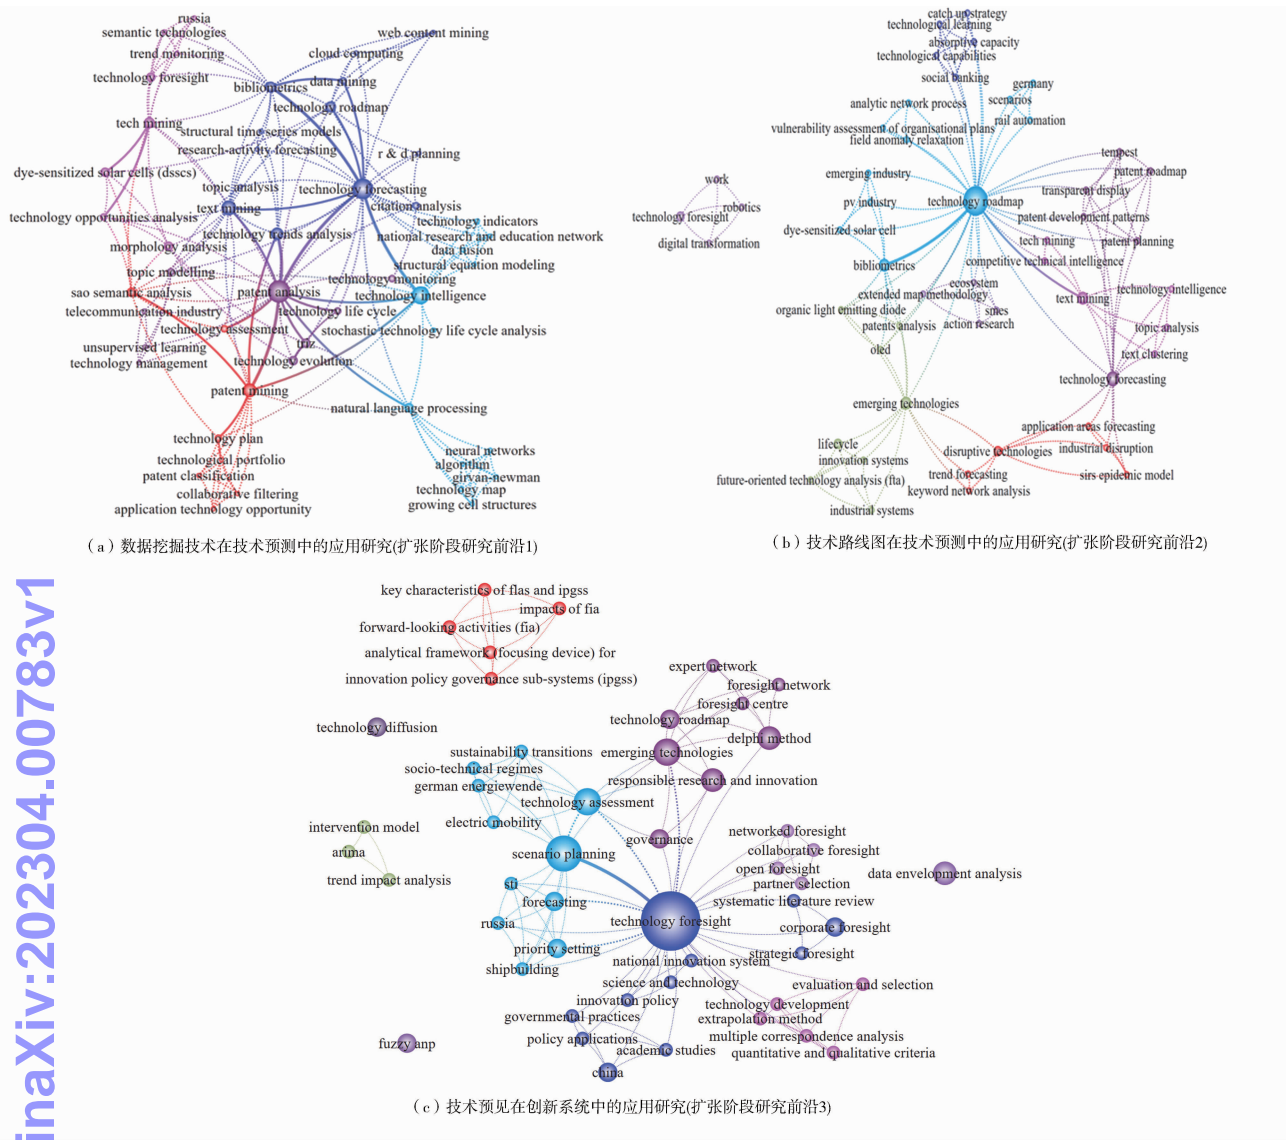 russia
semantic technologies
trend monitoring
technology foresight
web content mining
cloud computing
data mining
bibliometrics
technology roadmap
tech mining
structural time series models
research-activity forecasting
r & d planning
dye-sensitized solar cells (dsscs)
topic analysis
technology forecasting
text mining
citation analysis
technology opportunities analysis
technology indicators
technology trends analysis
national research and education network
morphology analysis
data fusion
structural equation modeling
topic modelling
technology monitoring
sao semantic analysis
patent analysis
technology intelligence
telecommunication industry
technology life cycle
technology assessment
stochastic technology life cycle analysis
triz
unsupervised learning
technology management
technology evolution
patent mining
natural language processing
technology plan
technological portfolio
patent classification
collaborative filtering
application technology opportunity
neural networks
algorithm
girvan-newman
technology map
growing cell structures
(a) 数据挖掘技术在技术预测中的应用研究(扩张阶段研究前沿1)
catch up strategy
technological learning
absorptive capacity
technological capabilities
social banking
germany
analytic network process
scenarios
rail automation
vulnerability assessment of organisational plans
field anomaly relaxation
tempest
emerging industry
patent roadmap
work
transparent display
pv industry
technology roadmap
robotics
technology foresight
patent development patterns
dye-sensitized solar cell
digital transformation
tech mining
patent planning
bibliometrics
competitive technical intelligence
ecosystem
extended map methodology
technology intelligence
text mining
organic light emitting diode
smes
patents analysis
action research
topic analysis
oled
text clustering
technology forecasting
emerging technologies
application areas forecasting
lifecycle
disruptive technologies
industrial disruption
innovation systems
trend forecasting
sirs epidemic model
future-oriented technology analysis (fta)
keyword network analysis
industrial systems
(b) 技术路线图在技术预测中的应用研究(扩张阶段研究前沿2)
key characteristics of flas and ipgss
impacts of fia
forward-looking activities (fia)
analytical framework (focusing device) for
innovation policy governance sub-systems (ipgss)
expert network
foresight network
foresight centre
technology roadmap
technology diffusion
delphi method
sustainability transitions
emerging technologies
socio-technical regimes
responsible research and innovation
german energiewende
technology assessment
electric mobility
intervention model
networked foresight
governance
arima
scenario planning
collaborative foresight
open foresight
data envelopment analysis
trend impact analysis
sti
partner selection
forecasting
systematic literature review
russia
technology foresight
corporate foresight
priority setting
strategic foresight
national innovation system
shipbuilding
science and technology
evaluation and selection
innovation policy
technology development
governmental practices
extrapolation method
policy applications
multiple correspondence analysis
fuzzy anp
academic studies
quantitative and qualitative criteria
china
(c) 技术预见在创新系统中的应用研究(扩张阶段研究前沿3)
inaXiv:202304.00783v1